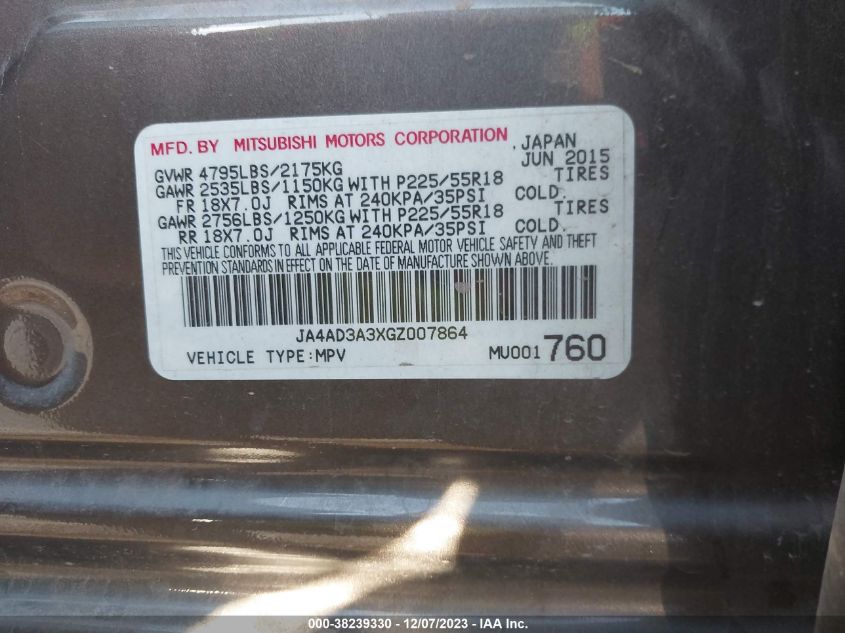 MFD. BY MITSUBISHI MOTORS CORPORATION , JAPAN
GVWR 4795LBS/2175KG JUN 2015
GAWR 2535LBS/1150KG WITH P225/55R18 TIRES
FR 18X7.0J RIMS AT 240KPA/35PSI COLD.
GAWR 2756LBS/1250KG WITH P225/55R18 TIRES
RR 18X7.0J RIMS AT 240KPA/35PSI COLD.
THIS VEHICLE CONFORMS TO ALL APPLICABLE FEDERAL MOTOR VEHICLE SAFETY AND THEFT
PREVENTION STANDARDS IN EFFECT ON THE DATE OF MANUFACTURE SHOWN ABOVE.
JA4AD3A3XGZ007864
VEHICLE TYPE:MPV MU001760
000-38239330 - 12/07/2023 - IAA Inc.